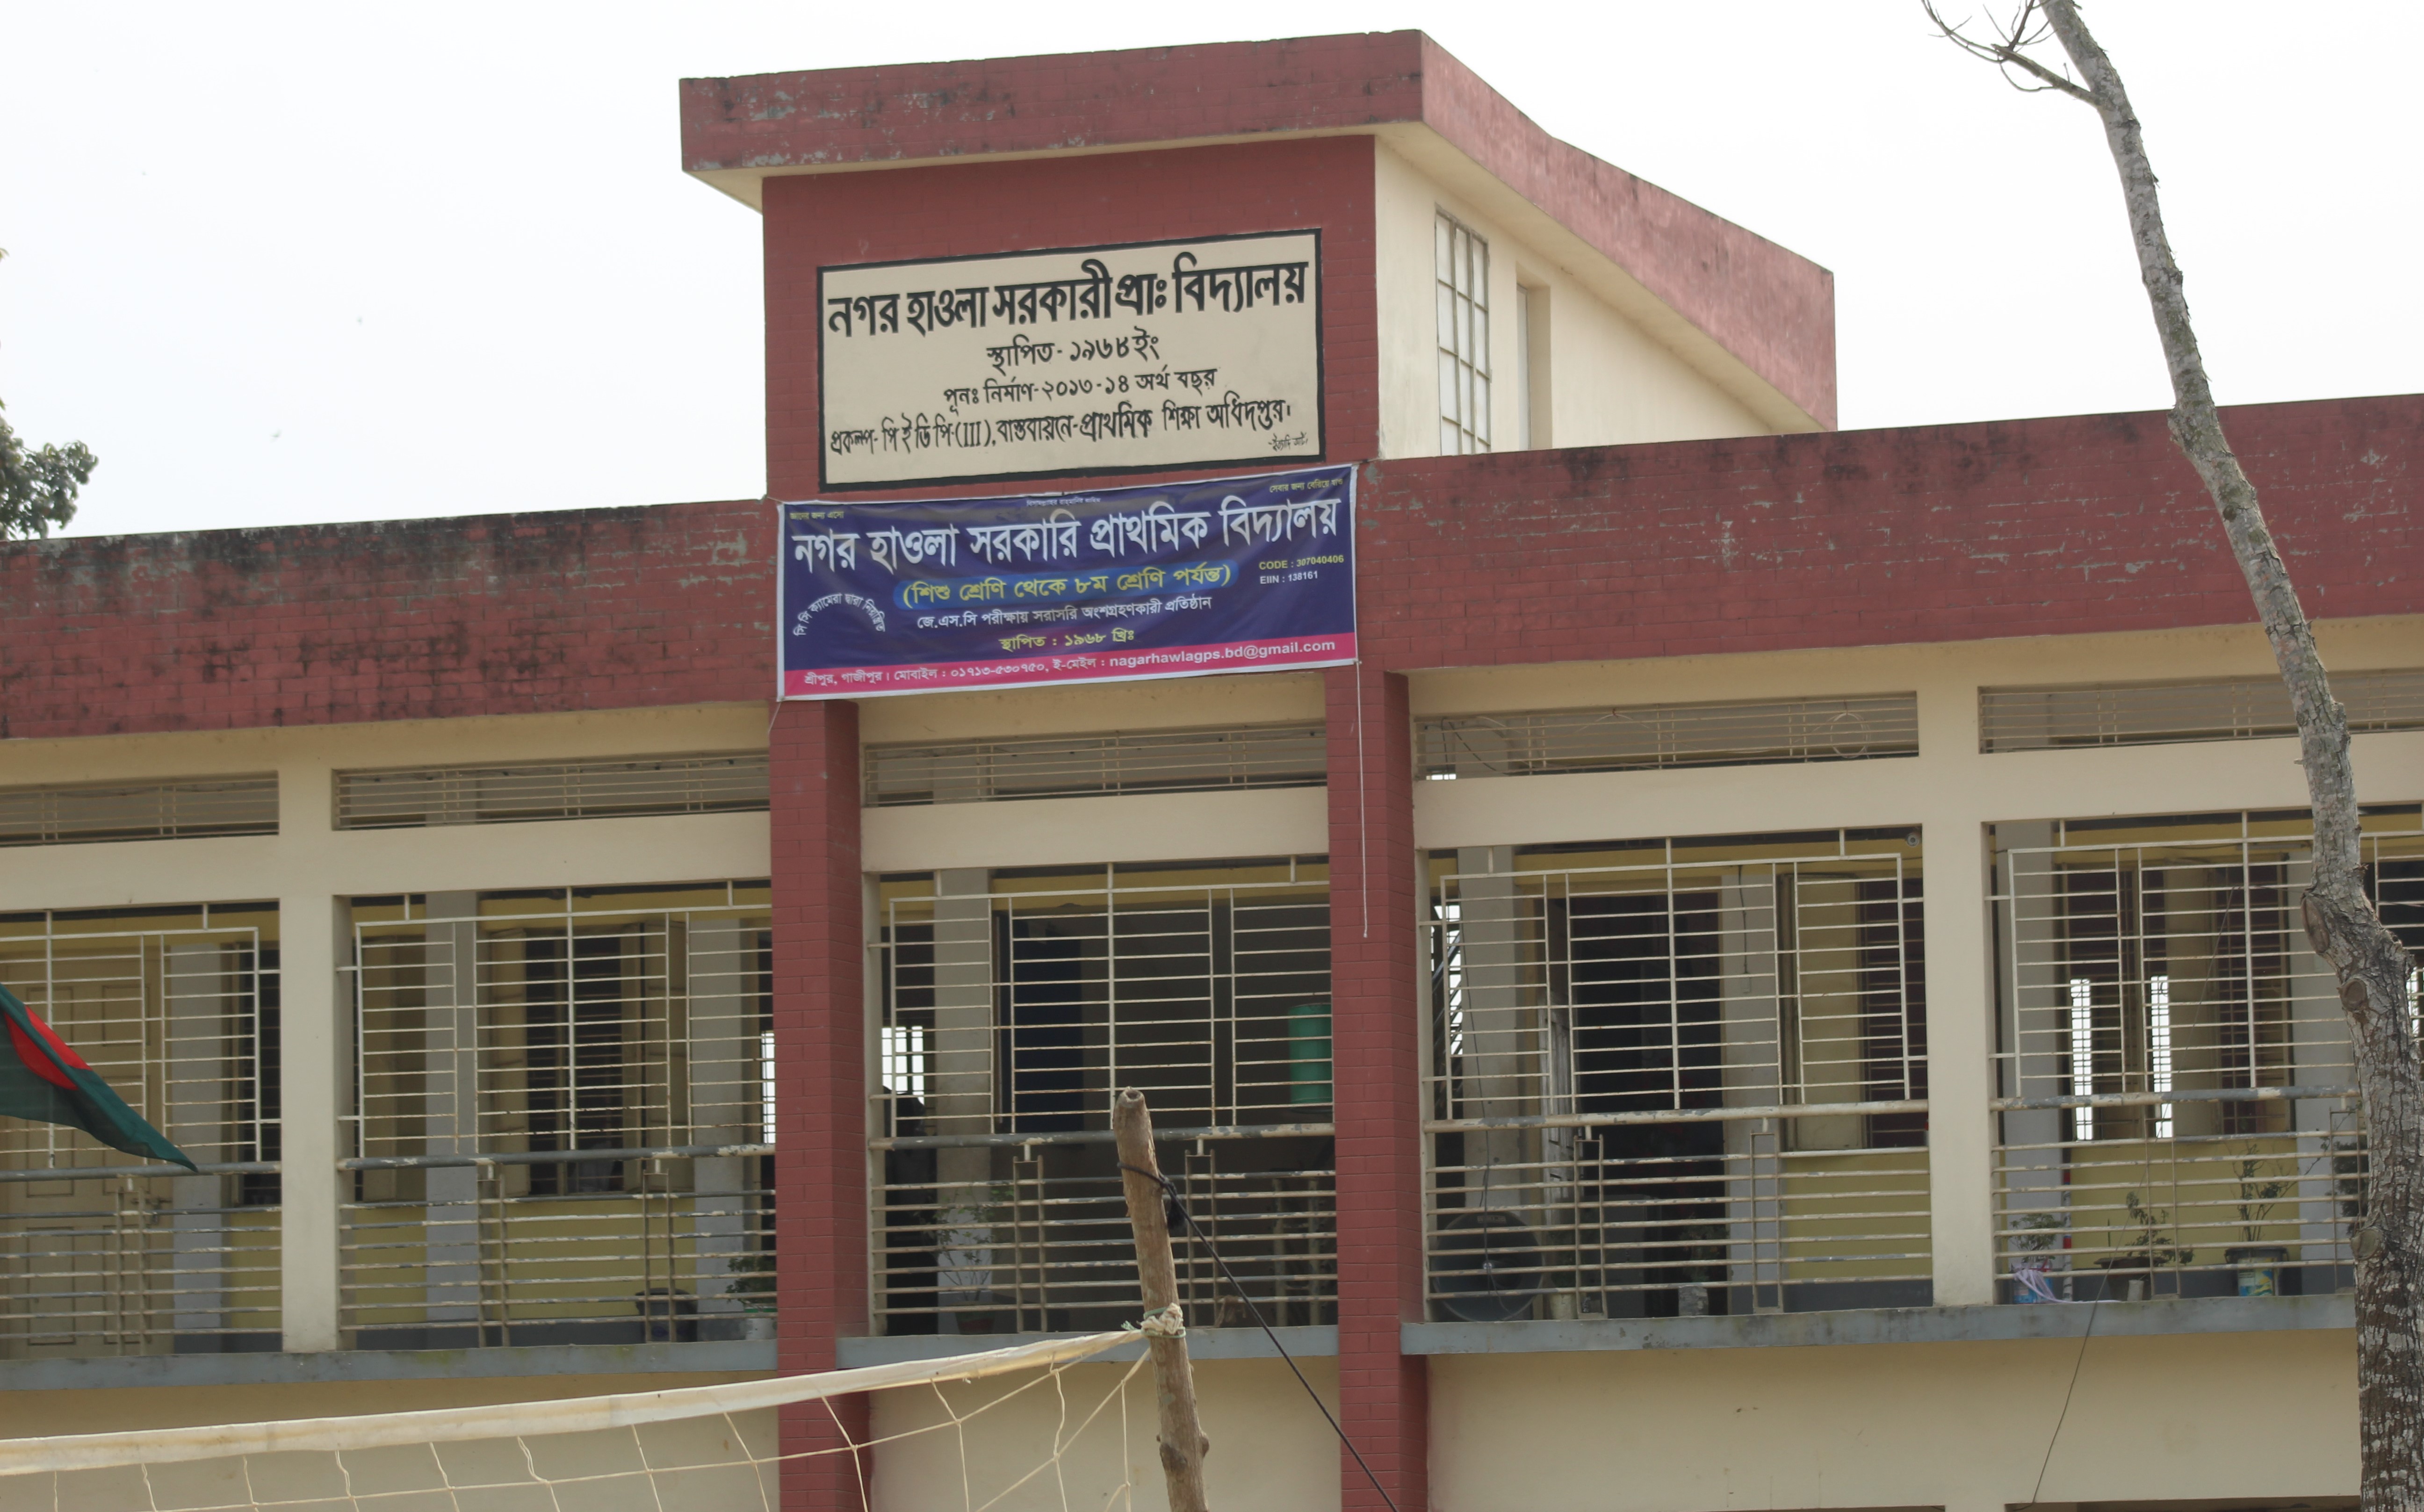 নগর হাওলা সরকারী প্রাঃ বিদ্যালয়
স্থাপিত- ১৯৬৮ ইং
পূনঃ নির্মাণ-২০১৩-১৪ অর্থ বছর
প্রকল্প- পি ই ডি পি-(III), বাস্তবায়নে-প্রাথমিক শিক্ষা অধিদপ্তুর।
সেবার জন্য বেরিয়ে যাও
নগর হাওলা সরকারি প্রাথমিক বিদ্যালয়
CODE : 307040406
EIIN : 138161
(শিশু শ্রেণি থেকে ৮ম শ্রেণি পর্যন্ত)
সি সি ক্যামেরা দ্বারা নিয়ন্ত্রিত
জে.এস.সি পরীক্ষায় সরাসরি অংশগ্রহণকারী প্রতিষ্ঠান
স্থাপিত : ১৯৬৮ খ্রিঃ
শ্রীপুর, গাজীপুর। মোবাইল : ০১৭১৩-৫৩০৭৫০, ই-মেইল : nagarhawlagps.bd@gmail.com